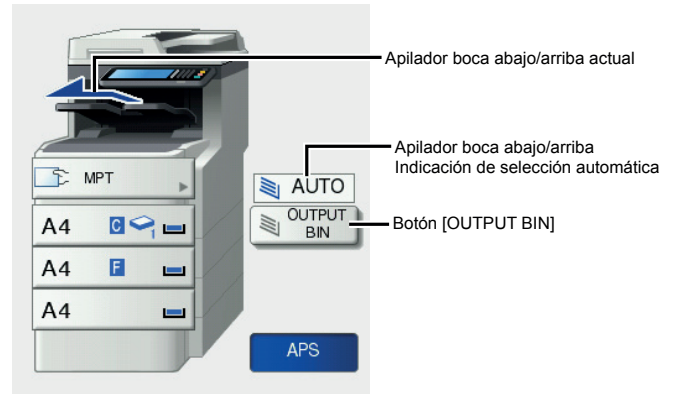 Apilador boca abajo/arriba actual
Apilador boca abajo/arriba
Indicación de selección automática
MPT
AUTO
OUTPUT
BIN
Botón [OUTPUT BIN]
A4 C 1
A4 F
A4
APS